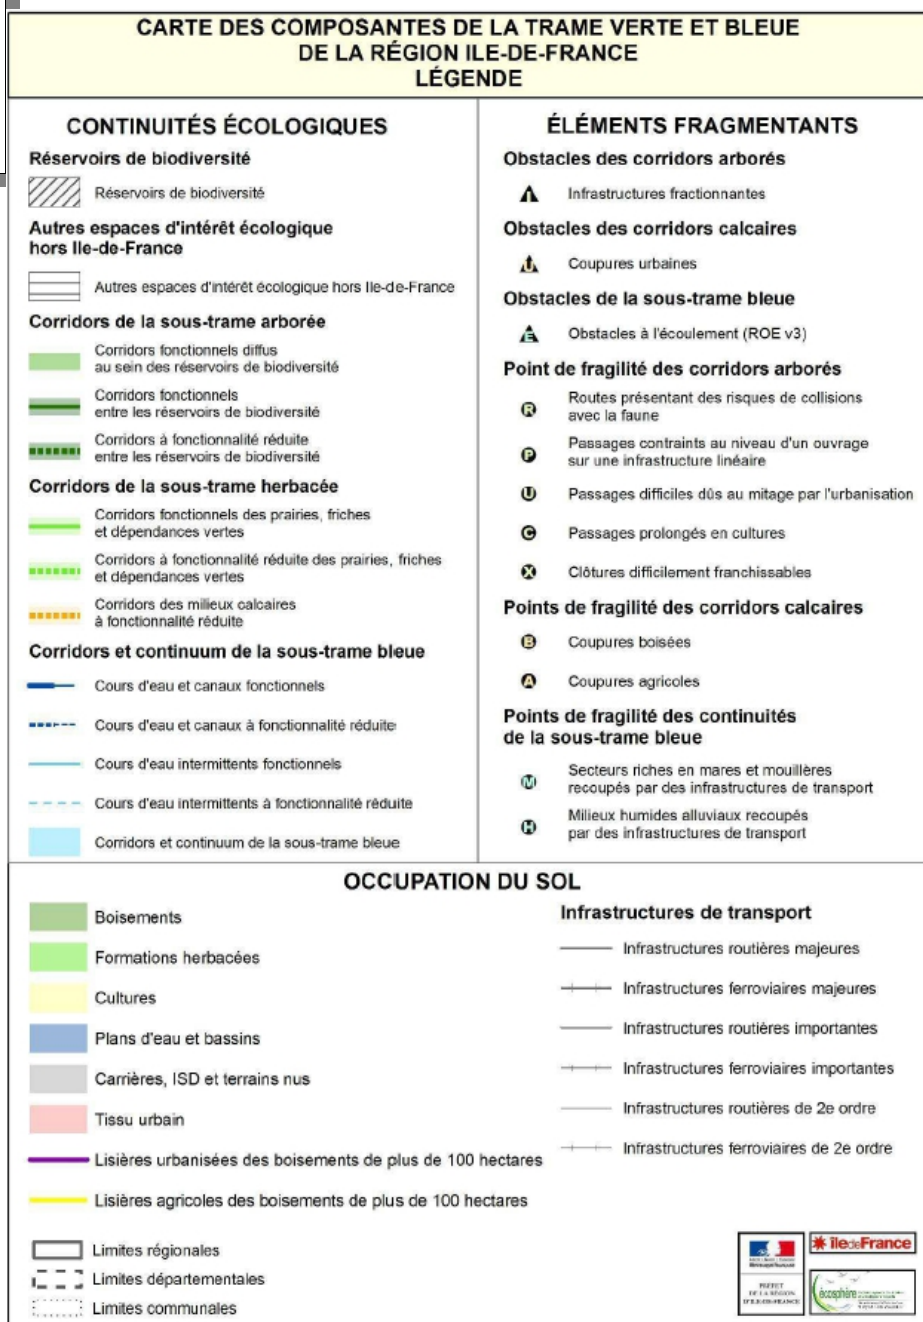 CARTE DES COMPOSANTES DE LA TRAME VERTE ET BLEUE
DE LA RÉGION ILE-DE-FRANCE
LÉGENDE
CONTINUITÉS ÉCOLOGIQUES
Réservoirs de biodiversité
Réservoirs de biodiversité
Autres espaces d'intérêt écologique
hors Ile-de-France
Autres espaces d'intérêt écologique hors Ile-de-France
Corridors de la sous-trame arborée
Corridors fonctionnels diffus
au sein des réservoirs de biodiversité
Corridors fonctionnels
entre les réservoirs de biodiversité
Corridors à fonctionnalité réduite
entre les réservoirs de biodiversité
Corridors de la sous-trame herbacée
Corridors fonctionnels des prairies, friches
et dépendances vertes
Corridors à fonctionnalité réduite des prairies, friches
et dépendances vertes
Corridors des milieux calcaires
à fonctionnalité réduite
Corridors et continuum de la sous-trame bleue
Cours d'eau et canaux fonctionnels
Cours d'eau et canaux à fonctionnalité réduite
Cours d'eau intermittents fonctionnels
Cours d'eau intermittents à fonctionnalité réduite
Corridors et continuum de la sous-trame bleue
ÉLÉMENTS FRAGMENTANTS
Obstacles des corridors arborés
I Infrastructures fractionnantes
Obstacles des corridors calcaires
U Coupures urbaines
Obstacles de la sous-trame bleue
E Obstacles à l'écoulement (ROE v3)
Point de fragilité des corridors arborés
R Routes présentant des risques de collisions
avec la faune
P Passages contraints au niveau d'un ouvrage
sur une infrastructure linéaire
U Passages difficiles dûs au mitage par l'urbanisation
C Passages prolongés en cultures
X Clôtures difficilement franchissables
Points de fragilité des corridors calcaires
B Coupures boisées
A Coupures agricoles
Points de fragilité des continuités
de la sous-trame bleue
M Secteurs riches en mares et mouillères
recoupés par des infrastructures de transport
H Milieux humides alluviaux recoupés
par des infrastructures de transport
OCCUPATION DU SOL
Boisements
Formations herbacées
Cultures
Plans d'eau et bassins
Carrières, ISD et terrains nus
Tissu urbain
Lisières urbanisées des boisements de plus de 100 hectares
Lisières agricoles des boisements de plus de 100 hectares
Limites régionales
Limites départementales
Limites communales
Infrastructures de transport
Infrastructures routières majeures
Infrastructures ferroviaires majeures
Infrastructures routières importantes
Infrastructures ferroviaires importantes
Infrastructures routières de 2e ordre
Infrastructures ferroviaires de 2e ordre
PRÉFET
DE LA RÉGION
D'ILE-DE-FRANCE
île de France
écosphère